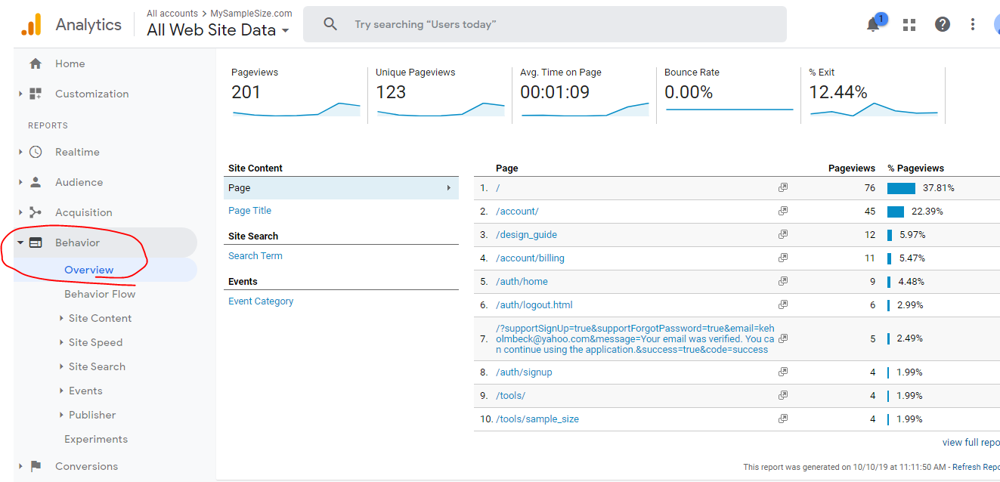 Analytics
All accounts > MySampleSize.com
All Web Site Data
Try searching “Users today”
1
Home
Customization
REPORTS
Realtime
Audience
Acquisition
Behavior
Overview
Behavior Flow
Site Content
Site Speed
Site Search
Events
Publisher
Experiments
Conversions
Pageviews
201
Unique Pageviews
123
Avg. Time on Page
00:01:09
Bounce Rate
0.00%
% Exit
12.44%
Site Content
Page
Page Title
Site Search
Search Term
Events
Event Category
Page Pageviews % Pageviews
1. / 76 37.81%
2. /account/ 45 22.39%
3. /design_guide 12 5.97%
4. /account/billing 11 5.47%
5. /auth/home 9 4.48%
6. /auth/logout.html 6 2.99%
7. /?supportSignUp=true&supportForgotPassword=true&email=keh
olmbeck@yahoo.com&message=Your email was verified. You ca
n continue using the application.&success=true&code=success 5 2.49%
8. /auth/signup 4 1.99%
9. /tools/ 4 1.99%
10. /tools/sample_size 4 1.99%
view full repo
This report was generated on 10/10/19 at 11:11:50 AM - Refresh Repo